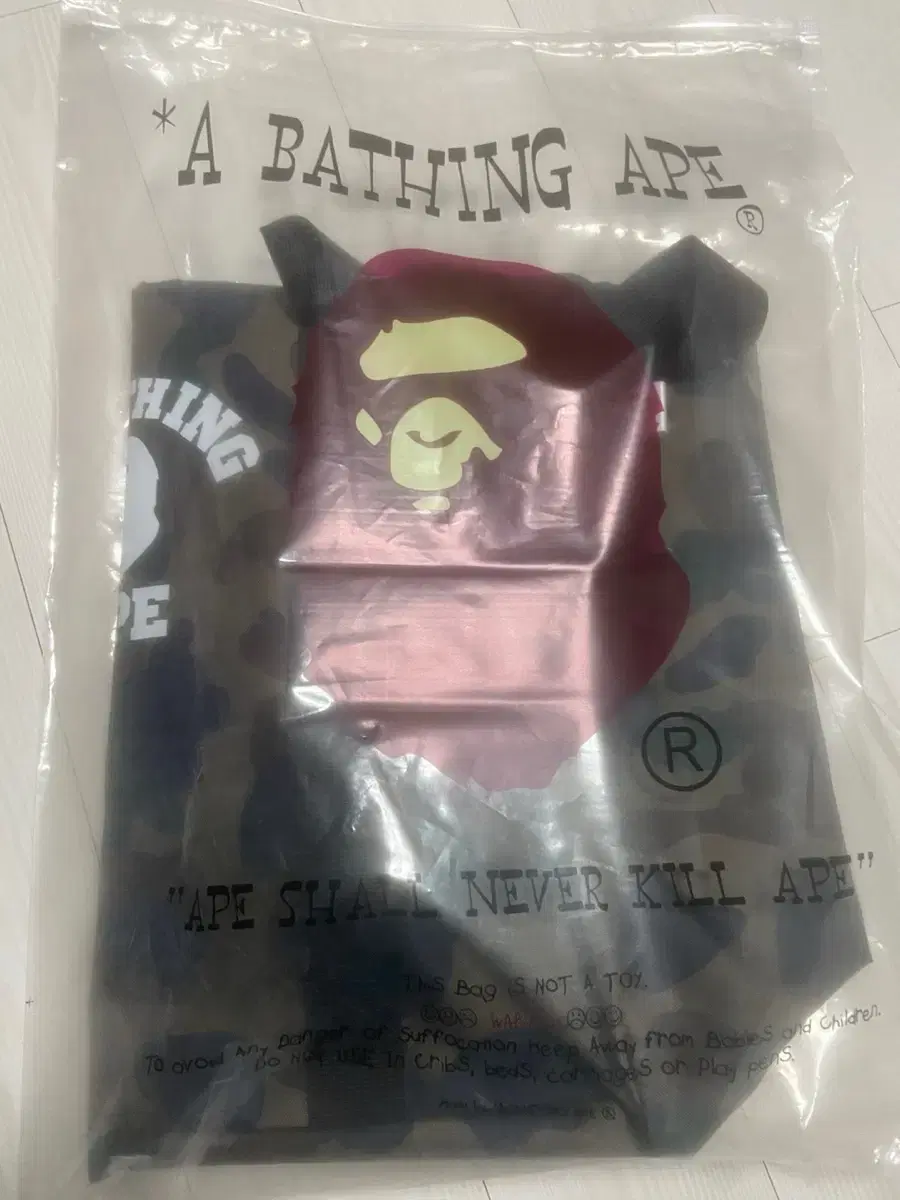 *A BATHING APE
®
THING
PE
®
"APE SHALL NEVER KILL APE"
THIS Bag IS NOT A TOY.
To avoid Any Danger of Suffocation Keep Away From Babies and Children.
DO NOT USE In Cribs, beds, carriages or Play pens.